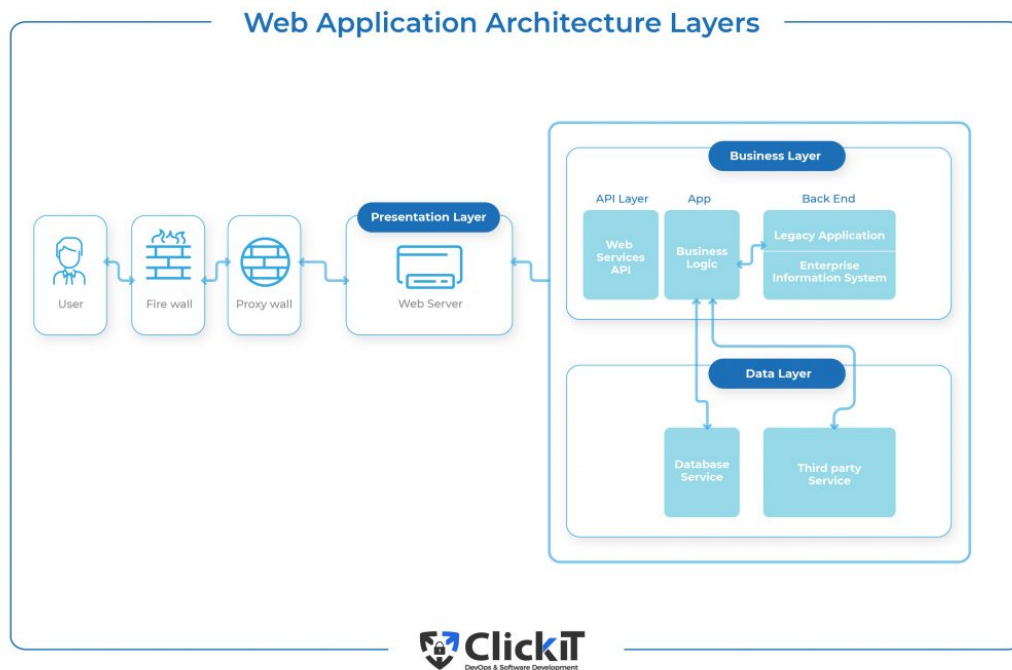 Web Application Architecture Layers
Business Layer
API Layer
App
Back End
Presentation Layer
Web
Services
API
Business
Logic
Legacy Application
Enterprise
Information System
User
Fire wall
Proxy wall
Web Server
Data Layer
Database
Service
Third party
Service
ClickIT
DevOps & Software Development